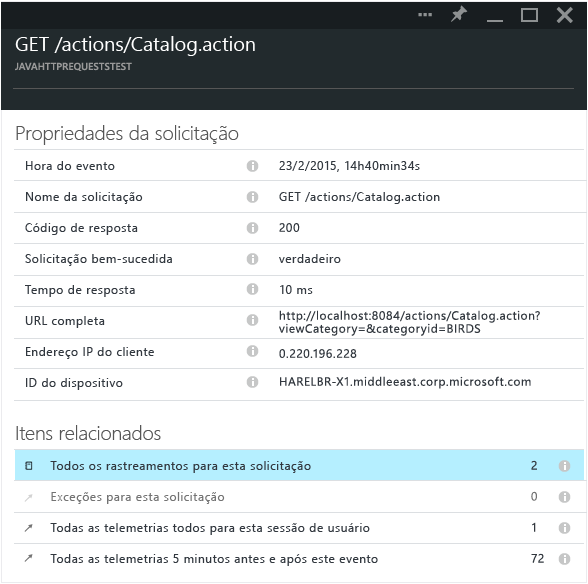 GET /actions/Catalog.action
JAVAHTTPREQUESTSTEST
Propriedades da solicitação
Hora do evento 23/2/2015, 14h40min34s
Nome da solicitação GET /actions/Catalog.action
Código de resposta 200
Solicitação bem-sucedida verdadeiro
Tempo de resposta 10 ms
URL completa http://localhost:8084/actions/Catalog.action?
viewCategory=&categoryid=BIRDS
Endereço IP do cliente 0.220.196.228
ID do dispositivo HARELBR-X1.middleeast.corp.microsoft.com
Itens relacionados
Todos os rastreamentos para esta solicitação 2
Exceções para esta solicitação 0
Todas as telemetrias todos para esta sessão de usuário 1
Todas as telemetrias 5 minutos antes e após este evento 72